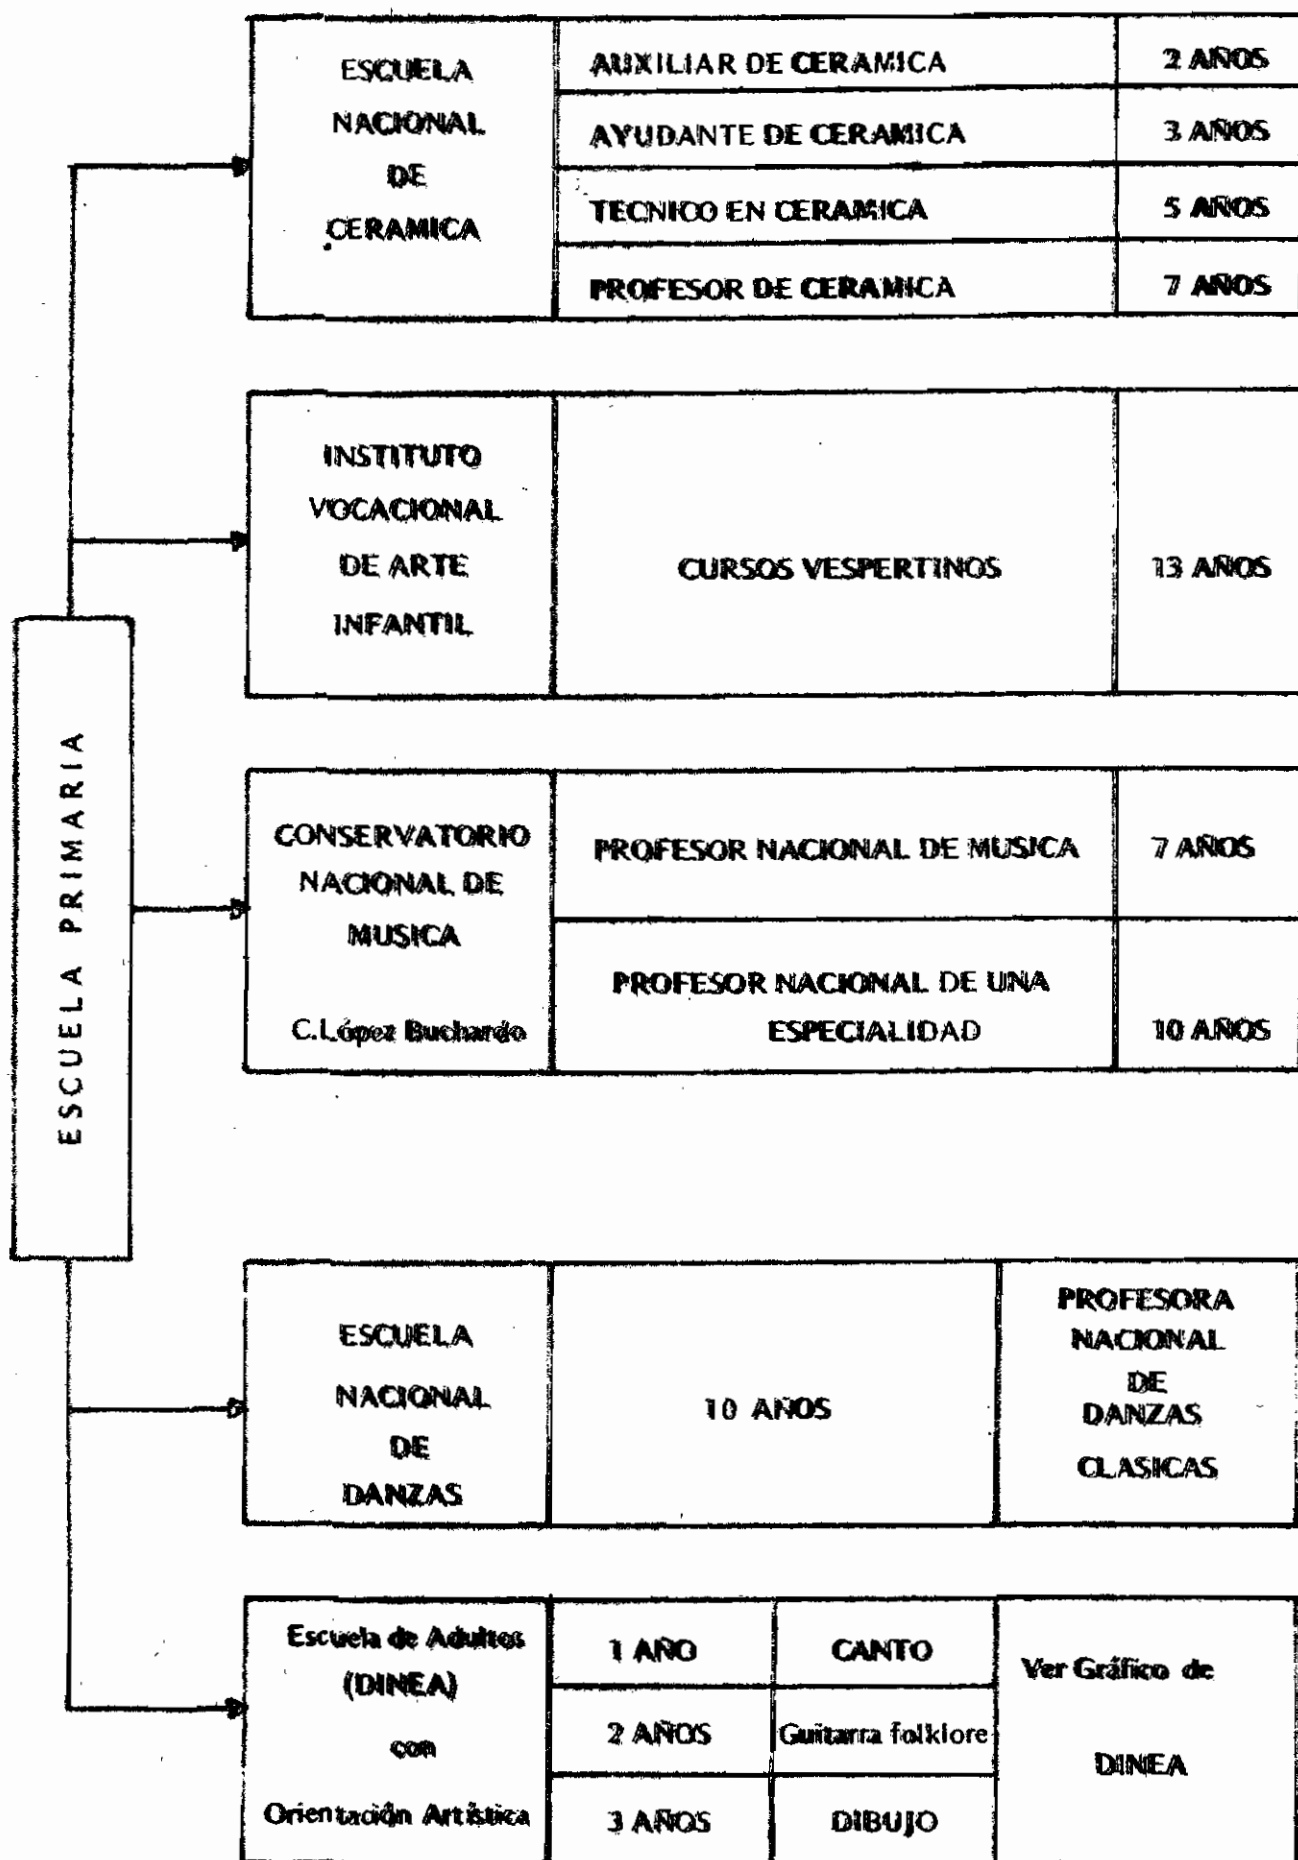 ESCUELA PRIMARIA
ESCUELA
NACIONAL
DE
CERAMICA
AUXILIAR DE CERAMICA
2 AÑOS
AYUDANTE DE CERAMICA
3 AÑOS
TECNICO EN CERAMICA
5 AÑOS
PROFESOR DE CERAMICA
7 AÑOS
INSTITUTO
VOCACIONAL
DE ARTE
INFANTIL
CURSOS VESPERTINOS
13 AÑOS
CONSERVATORIO
NACIONAL DE
MUSICA
C.López Buchardo
PROFESOR NACIONAL DE MUSICA
7 AÑOS
PROFESOR NACIONAL DE UNA
ESPECIALIDAD
10 AÑOS
ESCUELA
NACIONAL
DE
DANZAS
10 AÑOS
PROFESORA
NACIONAL
DE
DANZAS
CLASICAS
Escuela de Adultos
(DINEA)
con
Orientación Artística
1 AÑO
CANTO
2 AÑOS
Guitarra folklore
3 AÑOS
DIBUJO
Ver Gráfico de
DINEA